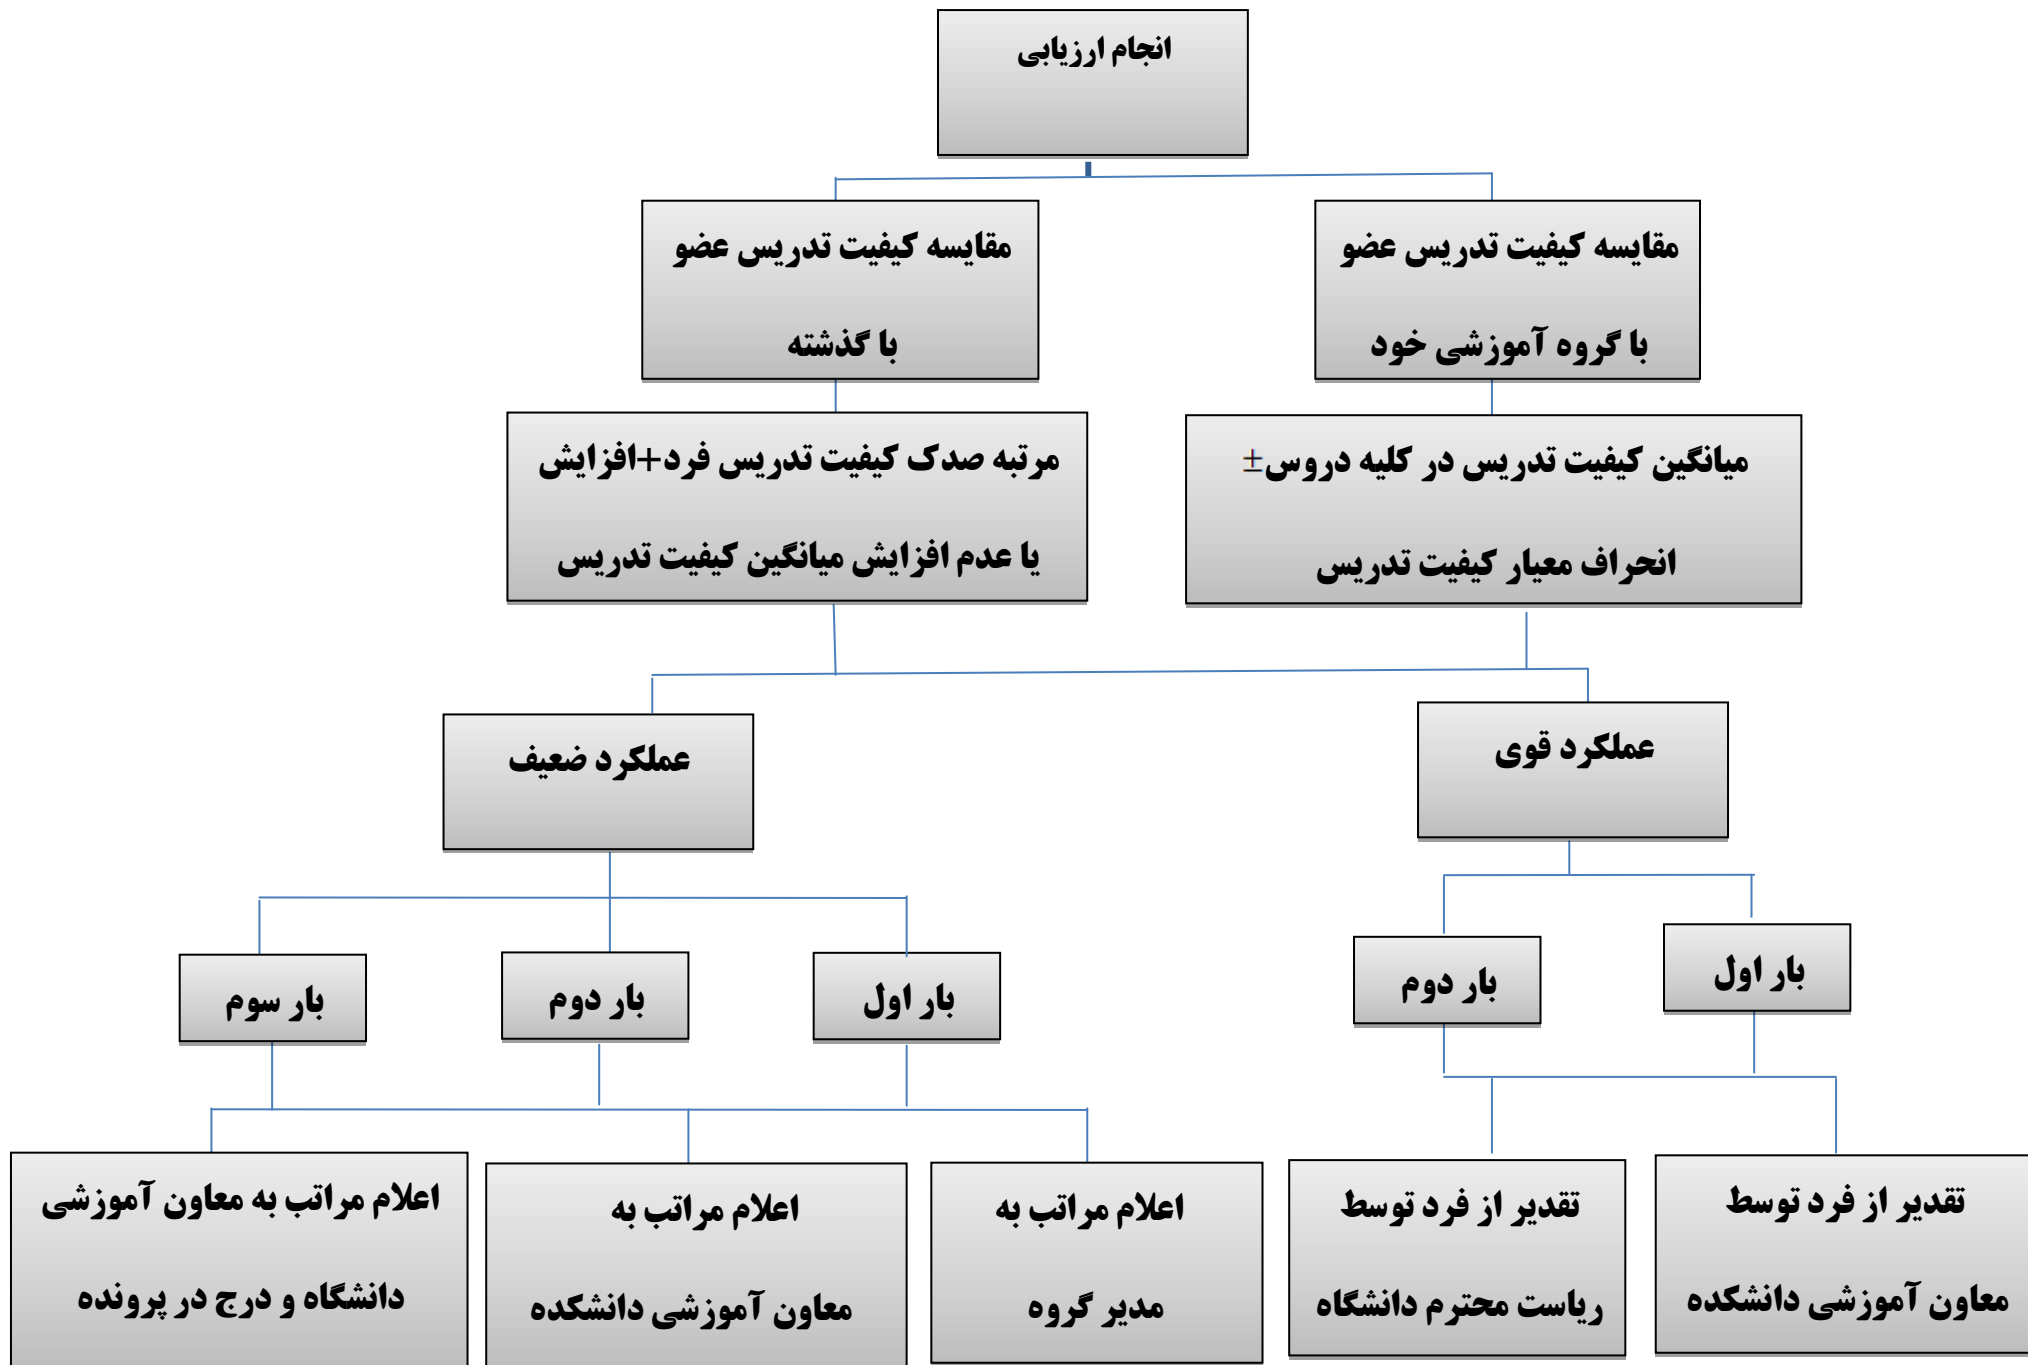 انجام ارزیابی
مقایسه کیفیت تدریس عضو
با گروه آموزشی خود
مقایسه کیفیت تدریس عضو
با گذشته
میانگین کیفیت تدریس در کلیه دروس±
انحراف معیار کیفیت تدریس
مرتبه صدک کیفیت تدریس فرد+افزایش
یا عدم افزایش میانگین کیفیت تدریس
عملکرد قوی
عملکرد ضعیف
بار اول
بار دوم
بار اول
بار دوم
بار سوم
تقدیر از فرد توسط
معاون آموزشی دانشکده
تقدیر از فرد توسط
ریاست محترم دانشگاه
اعلام مراتب به
مدیر گروه
اعلام مراتب به
معاون آموزشی دانشکده
اعلام مراتب به معاون آموزشی
دانشگاه و درج در پرونده